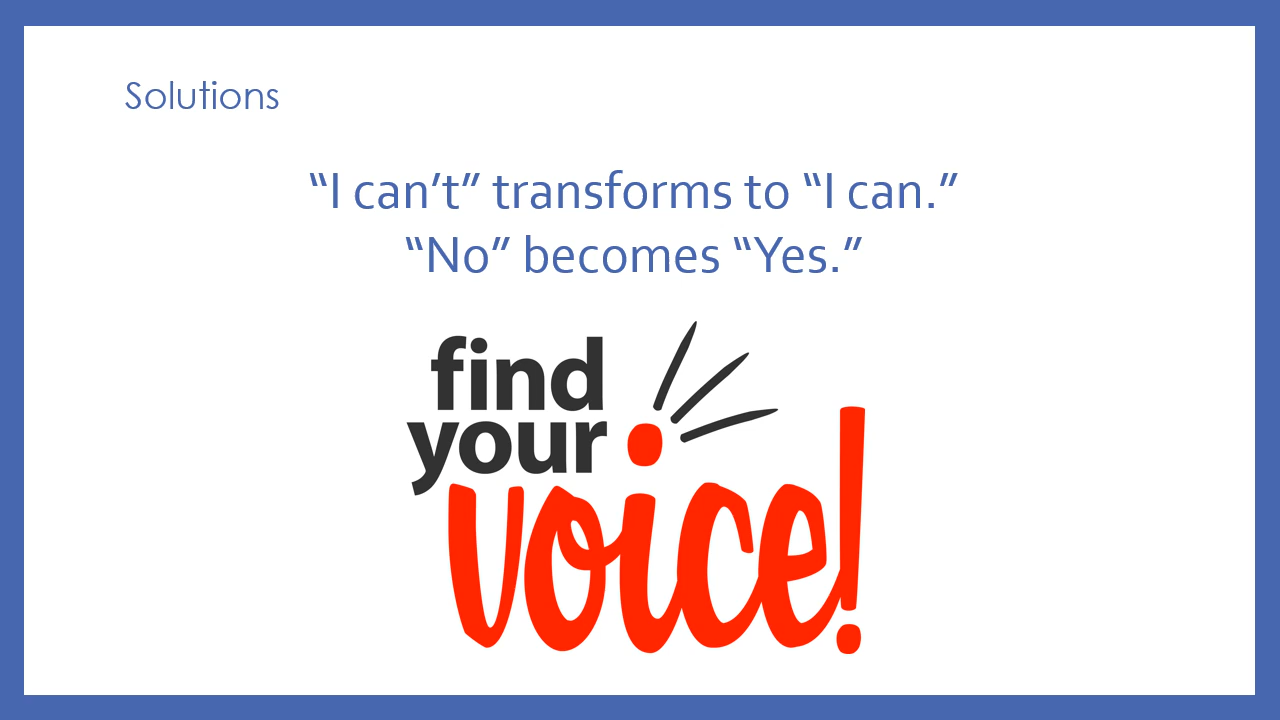 Solutions
“I can’t” transforms to “I can.”
“No” becomes “Yes.”
find
your
voice!